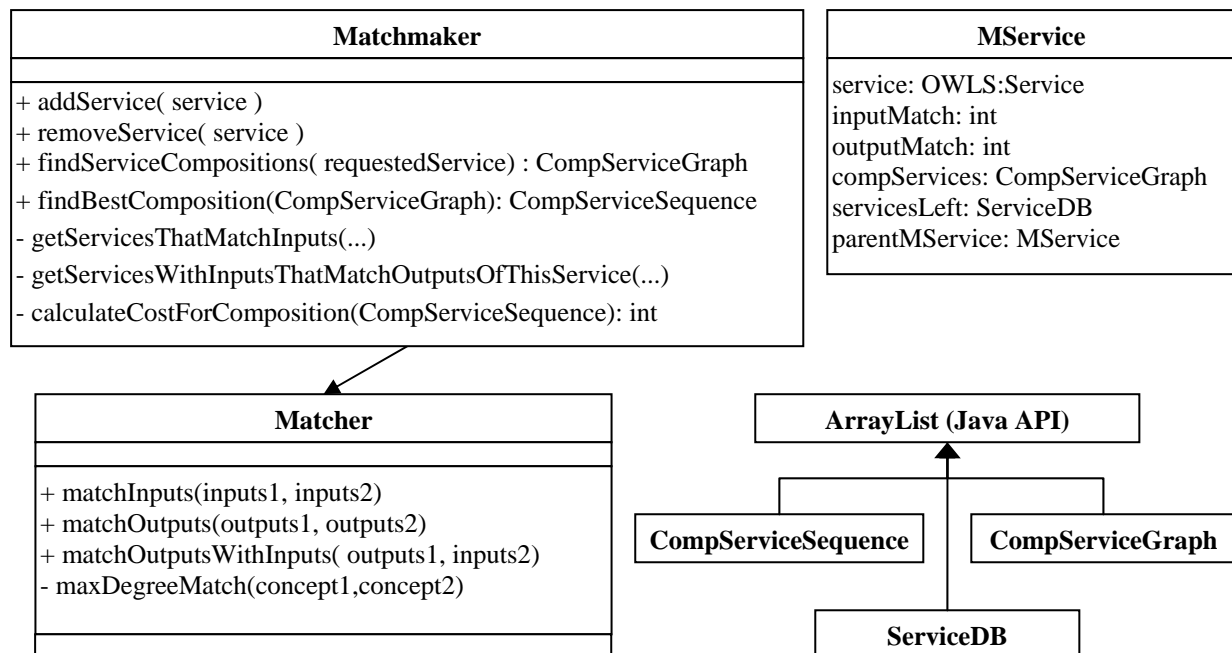 Matchmaker
+ addService( service )
+ removeService( service )
+ findServiceCompositions( requestedService) : CompServiceGraph
+ findBestComposition(CompServiceGraph): CompServiceSequence
- getServicesThatMatchInputs(...)
- getServicesWithInputsThatMatchOutputsOfThisService(...)
- calculateCostForComposition(CompServiceSequence): int
MService
service: OWLS:Service
inputMatch: int
outputMatch: int
compServices: CompServiceGraph
servicesLeft: ServiceDB
parentMService: MService
Matcher
+ matchInputs(inputs1, inputs2)
+ matchOutputs(outputs1, outputs2)
+ matchOutputsWithInputs( outputs1, inputs2)
- maxDegreeMatch(concept1,concept2)
ArrayList (Java API)
CompServiceSequence
CompServiceGraph
ServiceDB